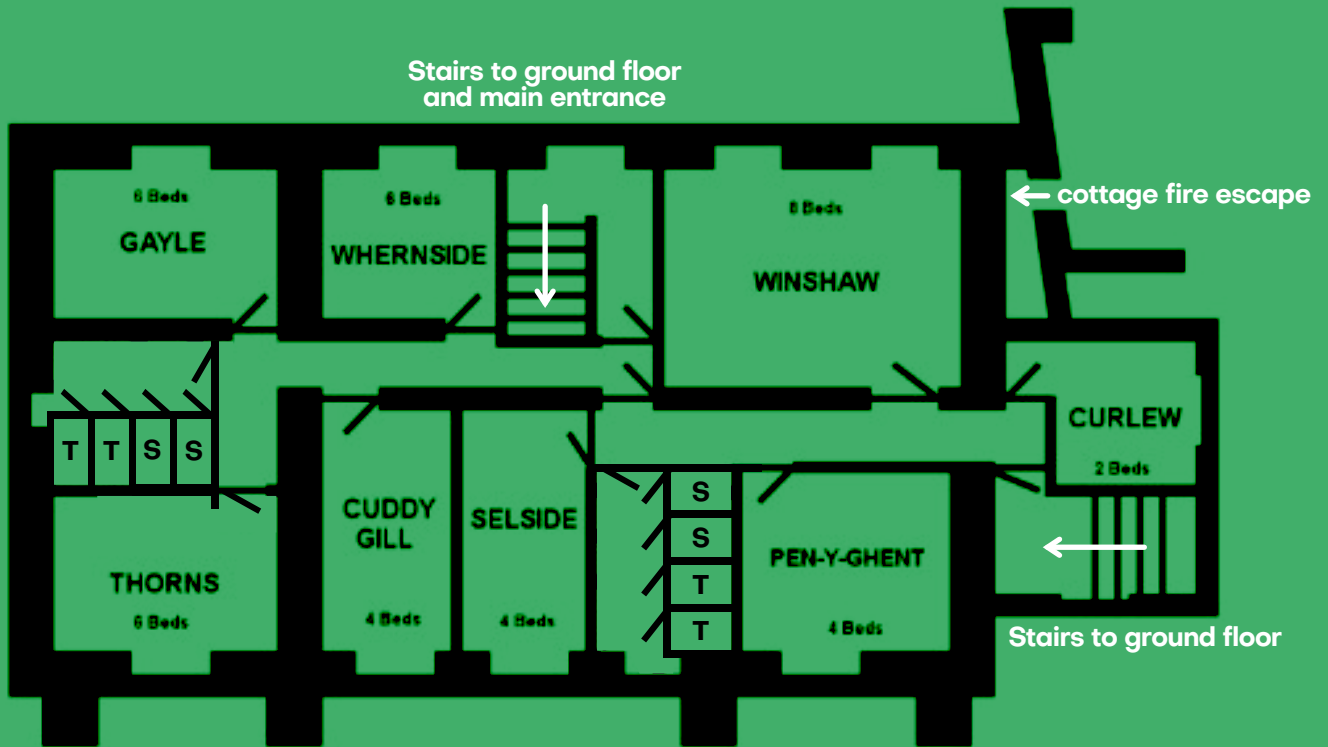 Stairs to ground floor
and main entrance
cottage fire escape
6 Beds
GAYLE
6 Beds
WHERNSIDE
8 Beds
WINSHAW
CURLEW
2 Beds
T T S S
THORNS
6 Beds
CUDDY
GILL
4 Beds
SELSIDE
4 Beds
S
S
T
T
PEN-Y-GHENT
4 Beds
Stairs to ground floor